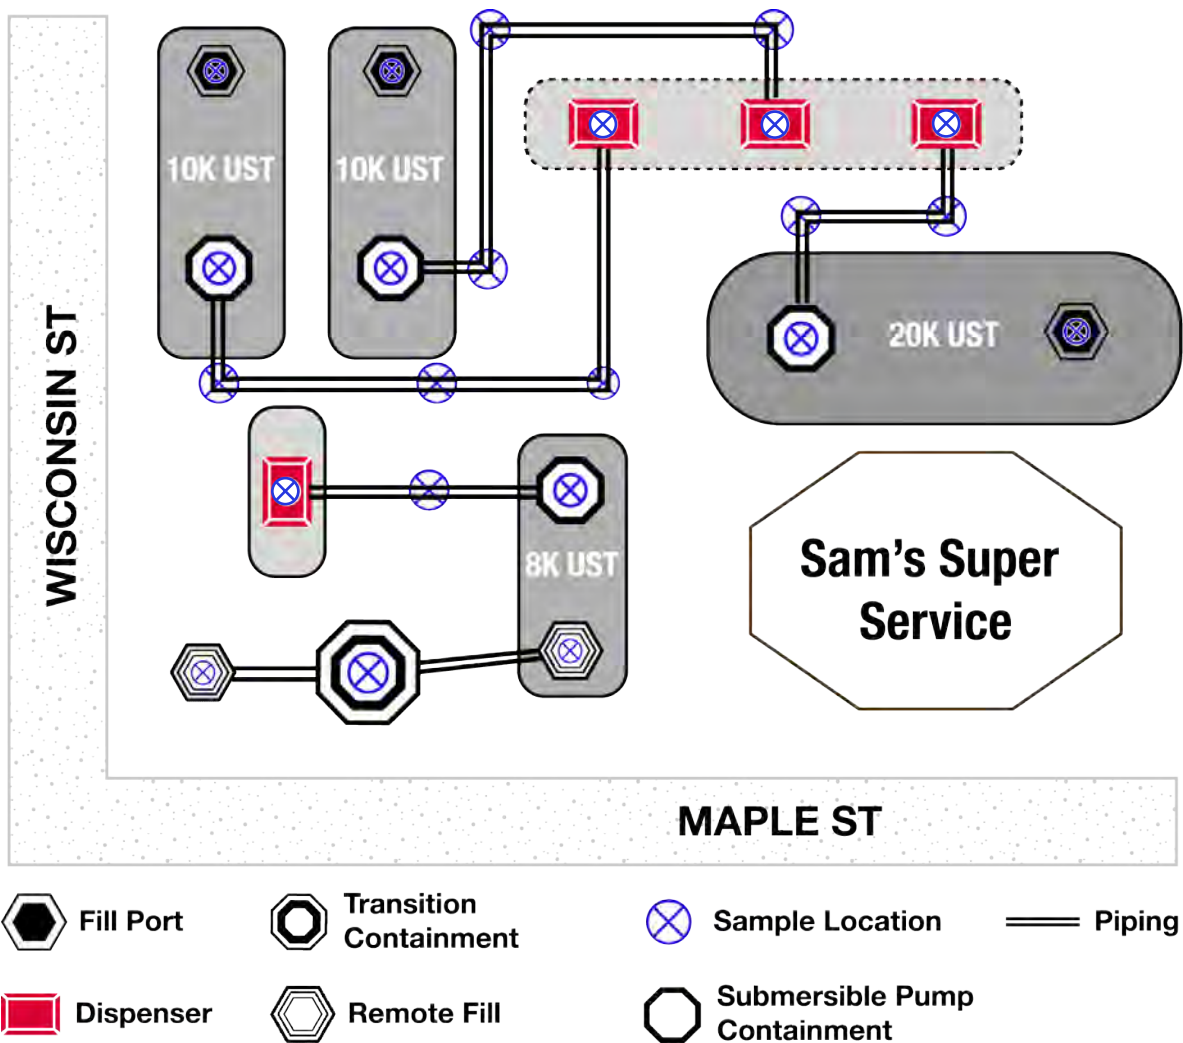 10K UST
10K UST
WISCONSIN ST
20K UST
8K UST
Sam's Super
Service
MAPLE ST
Fill Port
Transition
Containment
Sample Location
Piping
Dispenser
Remote Fill
Submersible Pump
Containment